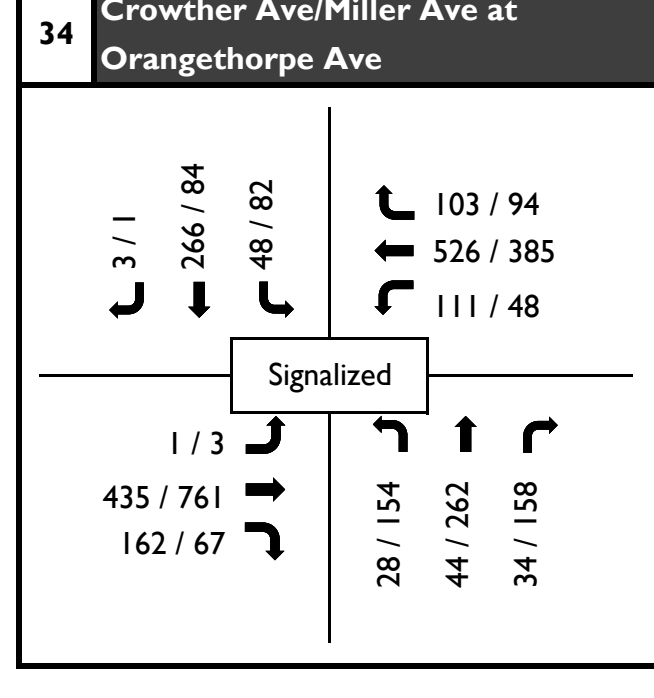 34
Crowther Ave/Miller Ave at
Orangethorpe Ave
3 / 1
266 / 84
48 / 82
103 / 94
526 / 385
111 / 48
Signalized
1 / 3
435 / 761
162 / 67
28 / 154
44 / 262
34 / 158